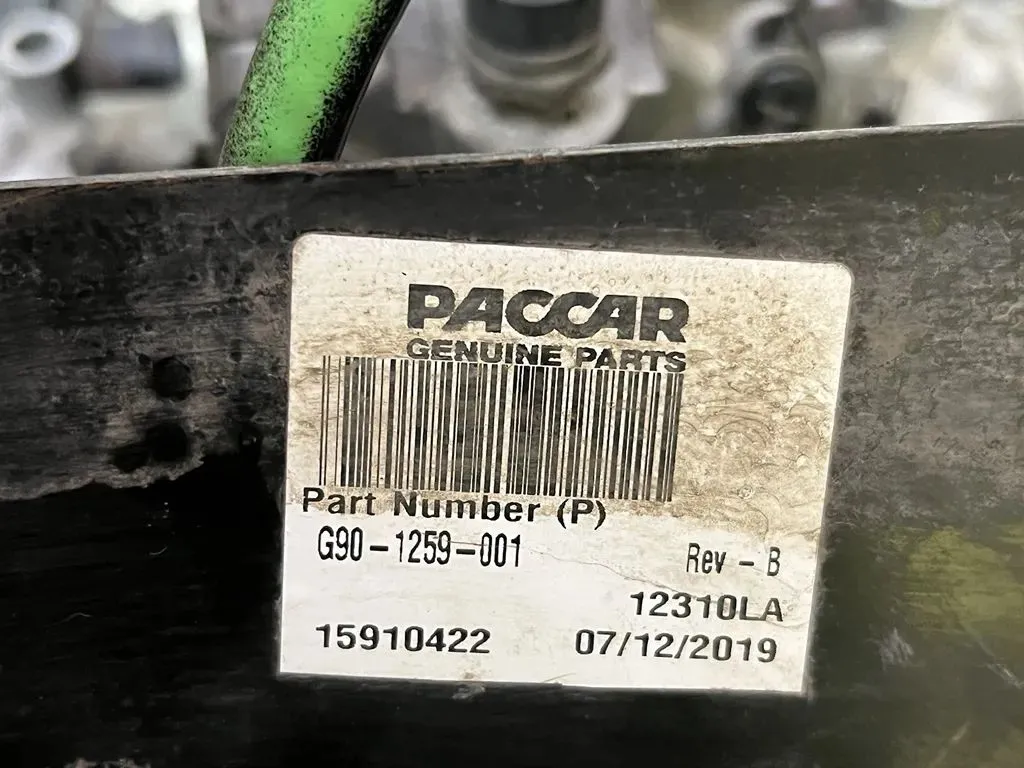 PACCAR
GENUINE PARTS
Part Number (P)
G90-1259-001
Rev - B
12310LA
15910422 07/12/2019